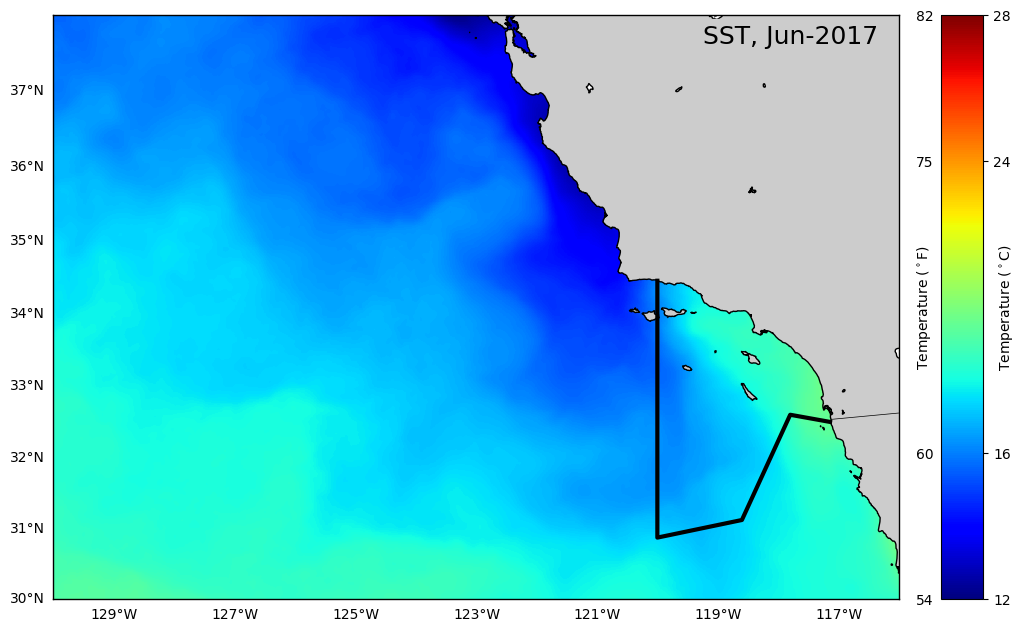 SST, Jun-2017
37°N
36°N
35°N
34°N
33°N
32°N
31°N
30°N
129°W
127°W
125°W
123°W
121°W
119°W
117°W
82
75
60
54
Temperature (°F)
28
24
16
12
Temperature (°C)